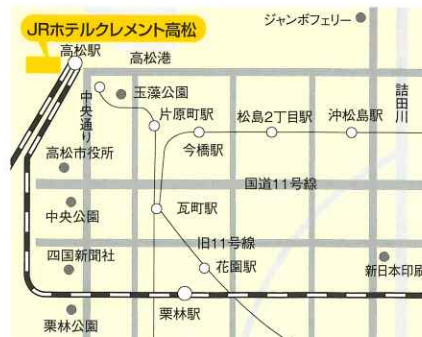 JRホテルクレメント高松
ジャンボフェリー
高松駅
高松港
玉藻公園
中央通り
片原町駅
松島2丁目駅
沖松島駅
詰田川
今橋駅
高松市役所
国道11号線
中央公園
瓦町駅
旧11号線
四国新聞社
花園駅
新日本印刷
栗林駅
栗林公園